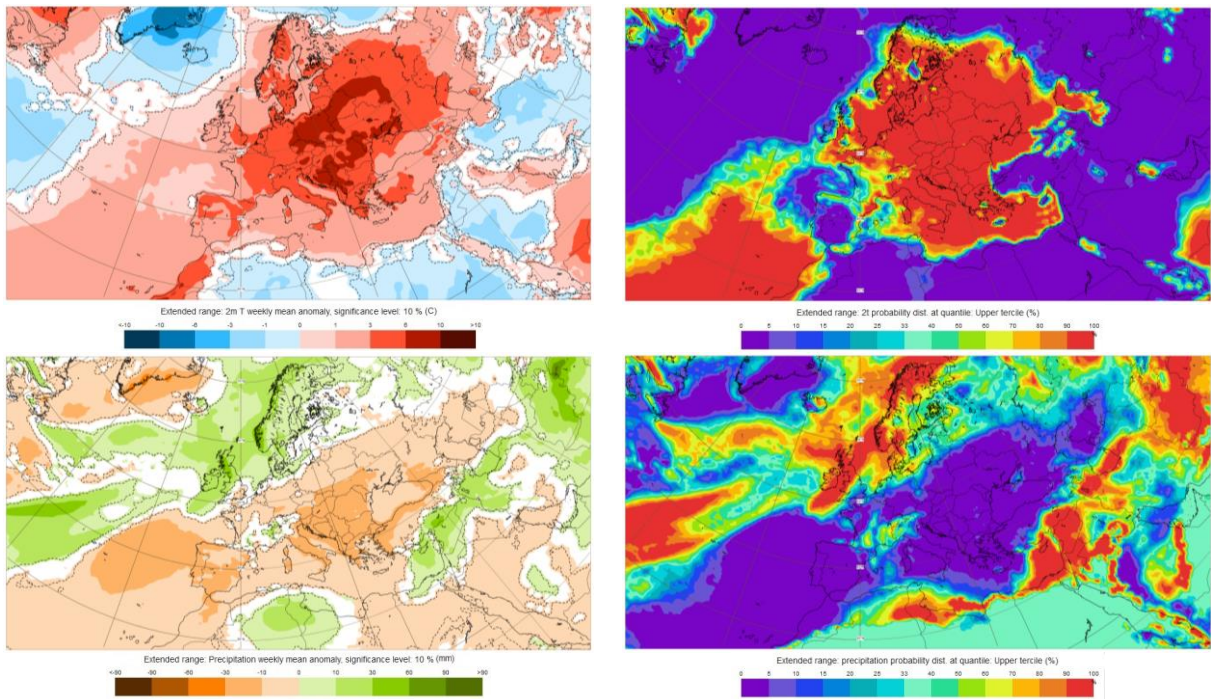 Extended range: 2m T weekly mean anomaly, significance level: 10 % (C)
<-10 -10 -6 -3 -1 0 1 3 6 10 >10
Extended range: 2t probability dist. at quantile: Upper tercile (%)
0 5 10 20 25 33 40 50 60 70 80 90 100
%
Extended range: Precipitation weekly mean anomaly, significance level: 10 % (mm)
<-90 -90 -60 -30 -10 0 10 30 60 90 >90
Extended range: precipitation probability dist. at quantile: Upper tercile (%)
0 5 10 20 25 33 40 50 60 70 80 90 100
%